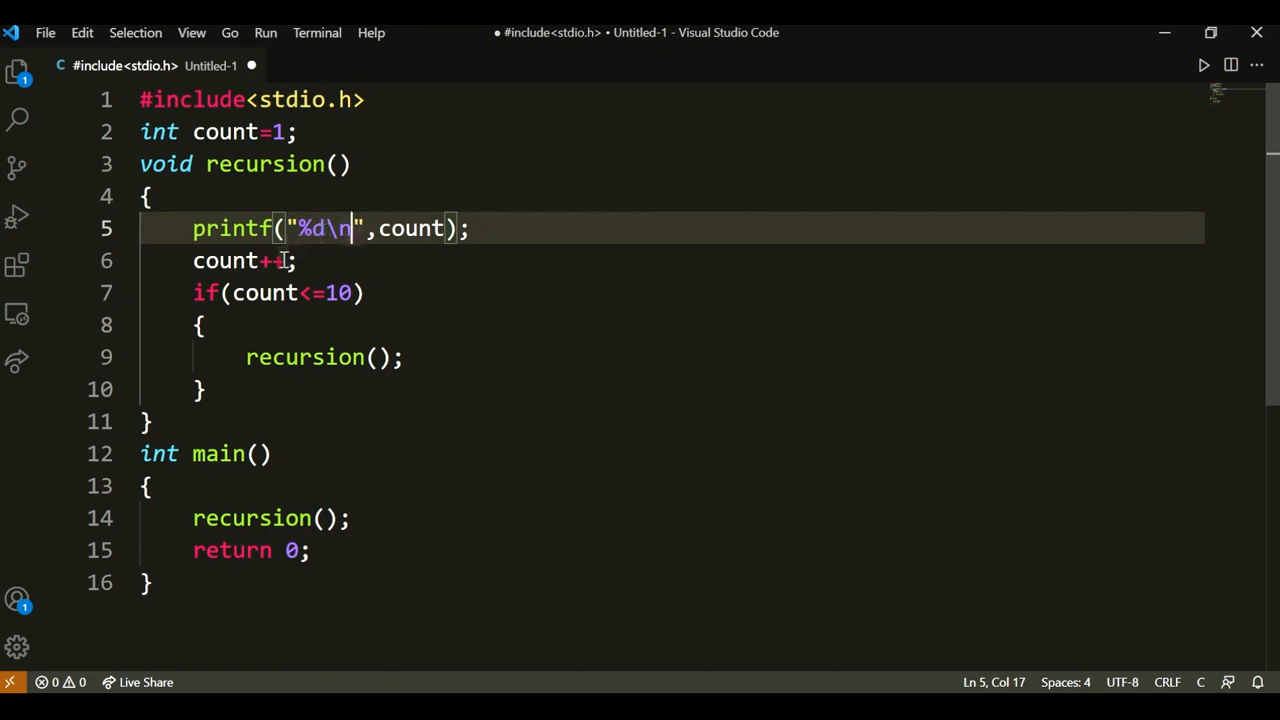 File Edit Selection View Go Run Terminal Help ● #include<stdio.h> • Untitled-1 - Visual Studio Code
C #include<stdio.h> Untitled-1 ●
1 #include<stdio.h>
2 int count=1;
3 void recursion()
4 {
5 printf("%d\n",count);
6 count++;
7 if(count<=10)
8 {
9 recursion();
10 }
11 }
12 int main()
13 {
14 recursion();
15 return 0;
16 }
1
1
0 0 Live Share Ln 5, Col 17 Spaces: 4 UTF-8 CRLF C